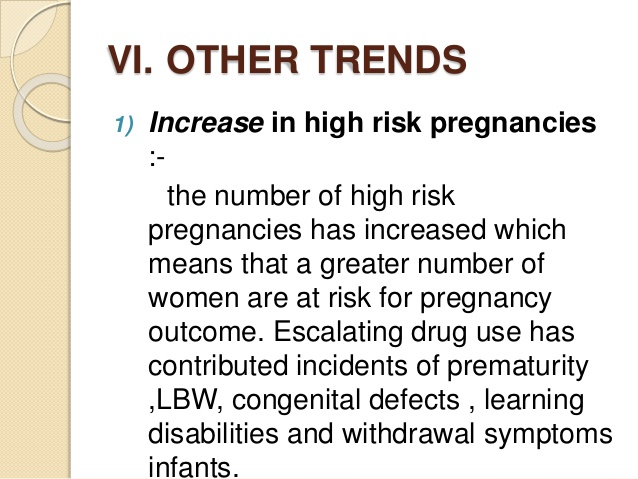 VI. OTHER TRENDS
1) Increase in high risk pregnancies
:-
the number of high risk
pregnancies has increased which
means that a greater number of
women are at risk for pregnancy
outcome. Escalating drug use has
contributed incidents of prematurity
,LBW, congenital defects , learning
disabilities and withdrawal symptoms
infants.